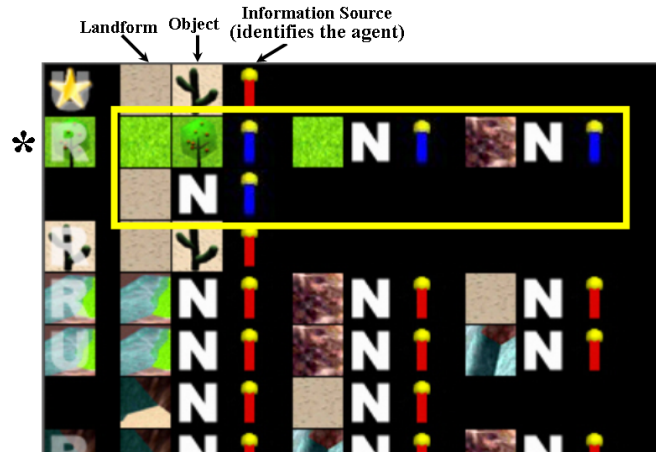 Landform Object Information Source
(identifies the agent)
* R N N
N
R
R N N N
U N N N
N N
R N N N